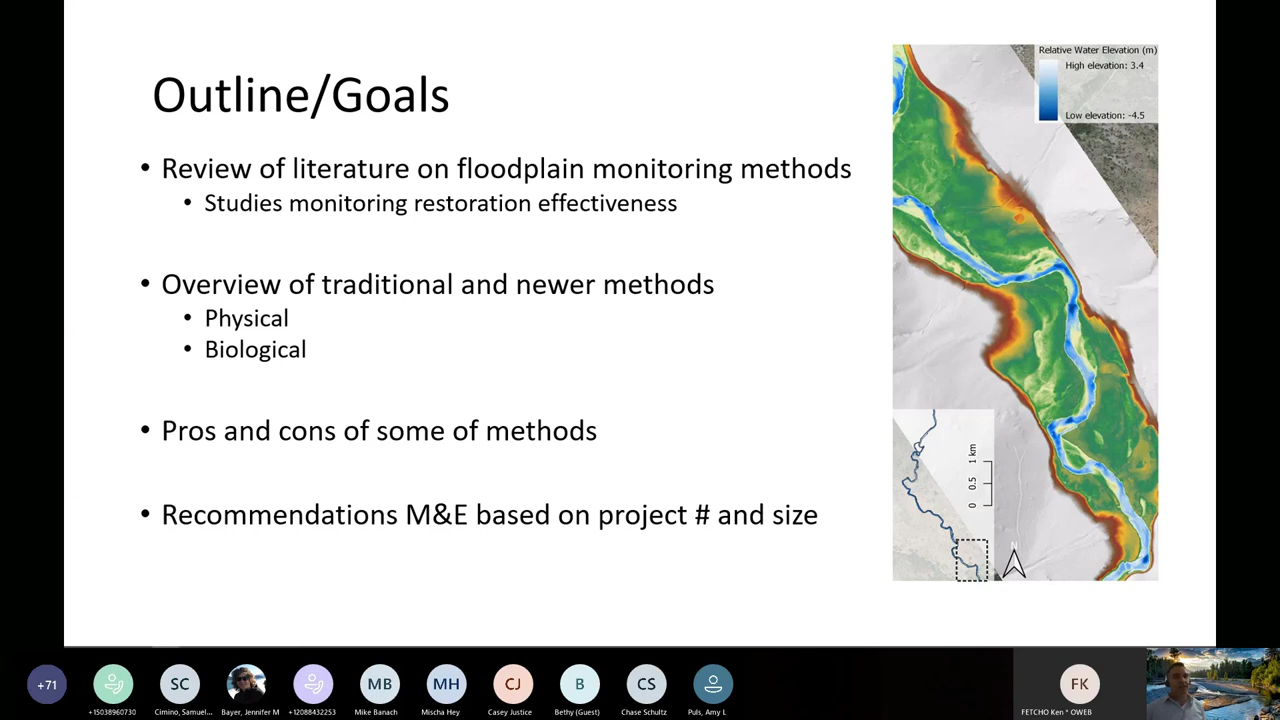 Outline/Goals
• Review of literature on floodplain monitoring methods
• Studies monitoring restoration effectiveness
• Overview of traditional and newer methods
• Physical
• Biological
• Pros and cons of some of methods
• Recommendations M&E based on project # and size
Relative Water Elevation (m)
High elevation: 3.4
Low elevation: -4.5
0 0.5 1 km
N
+71
+15038960730
SC
Cimino, Samuel...
Bayer, Jennifer M
+12088432253
MB
Mike Banach
MH
Mischa Hey
CJ
Casey Justice
B
Bethy (Guest)
CS
Chase Schultz
Puls, Amy L
FK
FETCHO Ken * OWEB